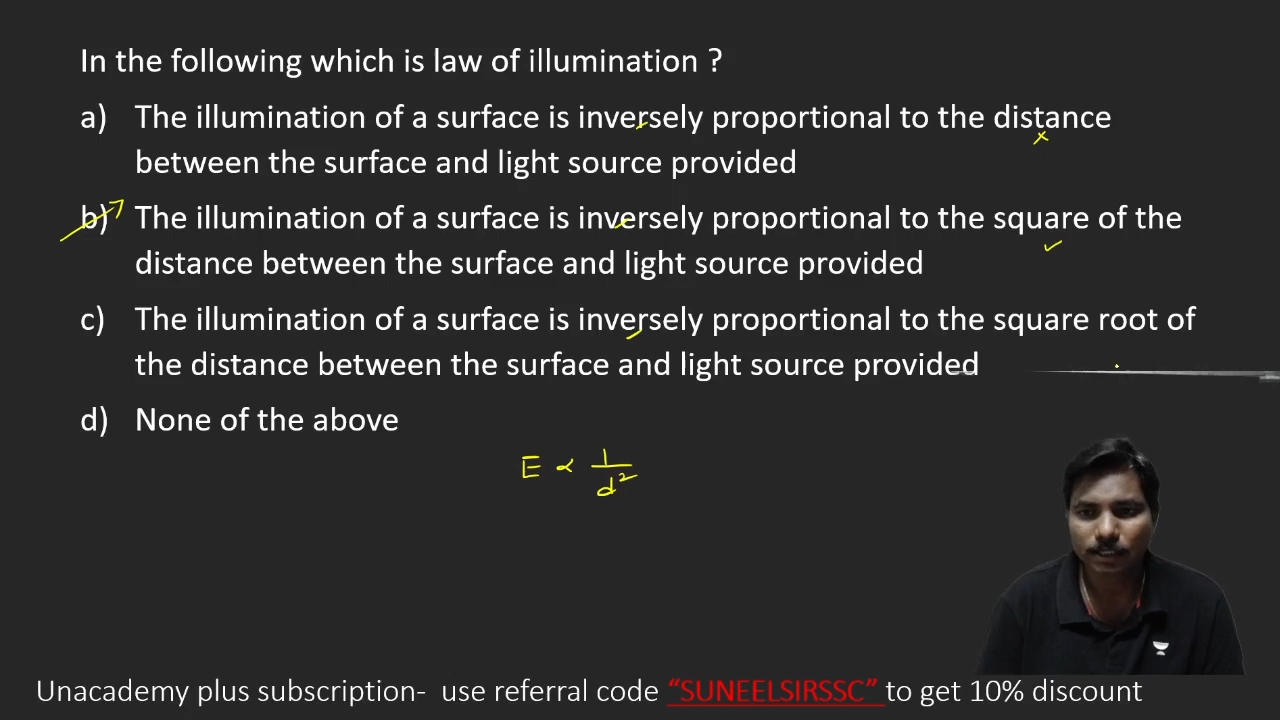 In the following which is law of illumination ?
a) The illumination of a surface is inversely proportional to the distance
between the surface and light source provided
b) The illumination of a surface is inversely proportional to the square of the
distance between the surface and light source provided
c) The illumination of a surface is inversely proportional to the square root of
the distance between the surface and light source provided
d) None of the above
E ∝ 1/d²
Unacademy plus subscription- use referral code “SUNEELSIRSSC” to get 10% discount